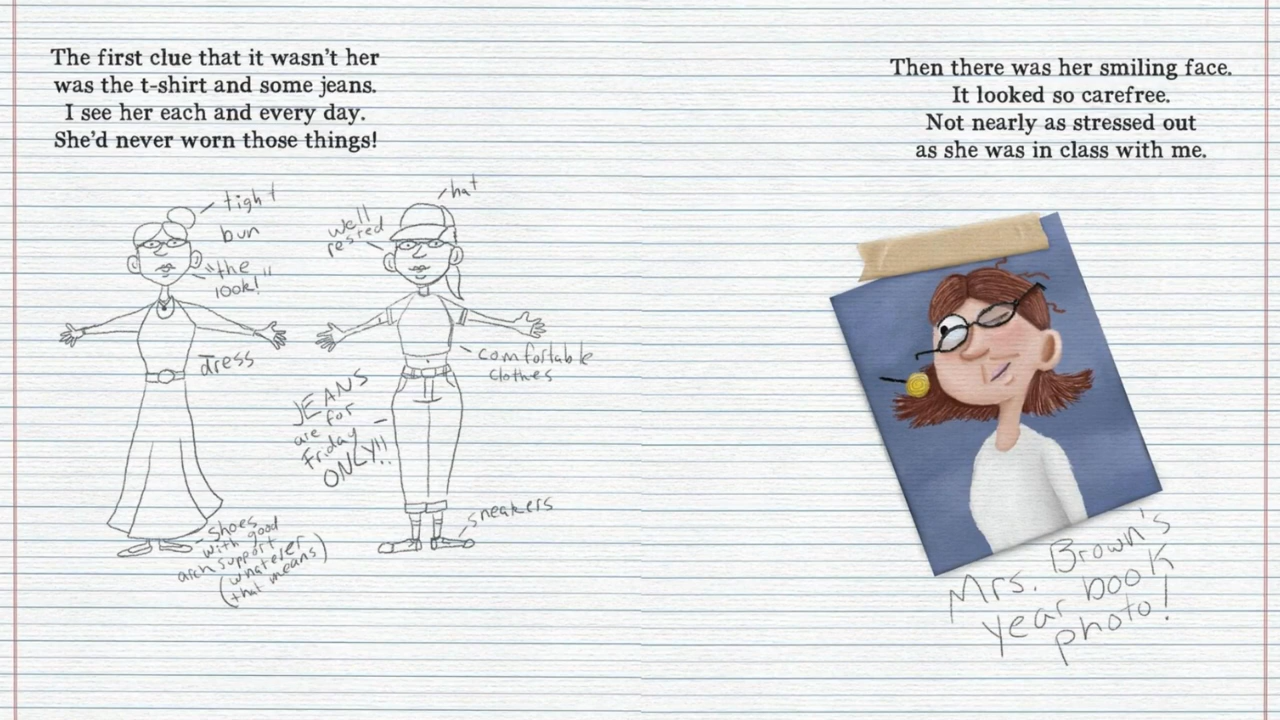 The first clue that it wasn't her
was the t-shirt and some jeans.
I see her each and every day.
She'd never worn those things!
tight
bun
"the
look!"
dress
shoes
with good
arch support
(whatever
that means)
hat
well
rested
comfortable
clothes
JEANS
are for
Friday
ONLY!!
sneakers
Then there was her smiling face.
It looked so carefree.
Not nearly as stressed out
as she was in class with me.
Mrs. Brown's
year book
photo!